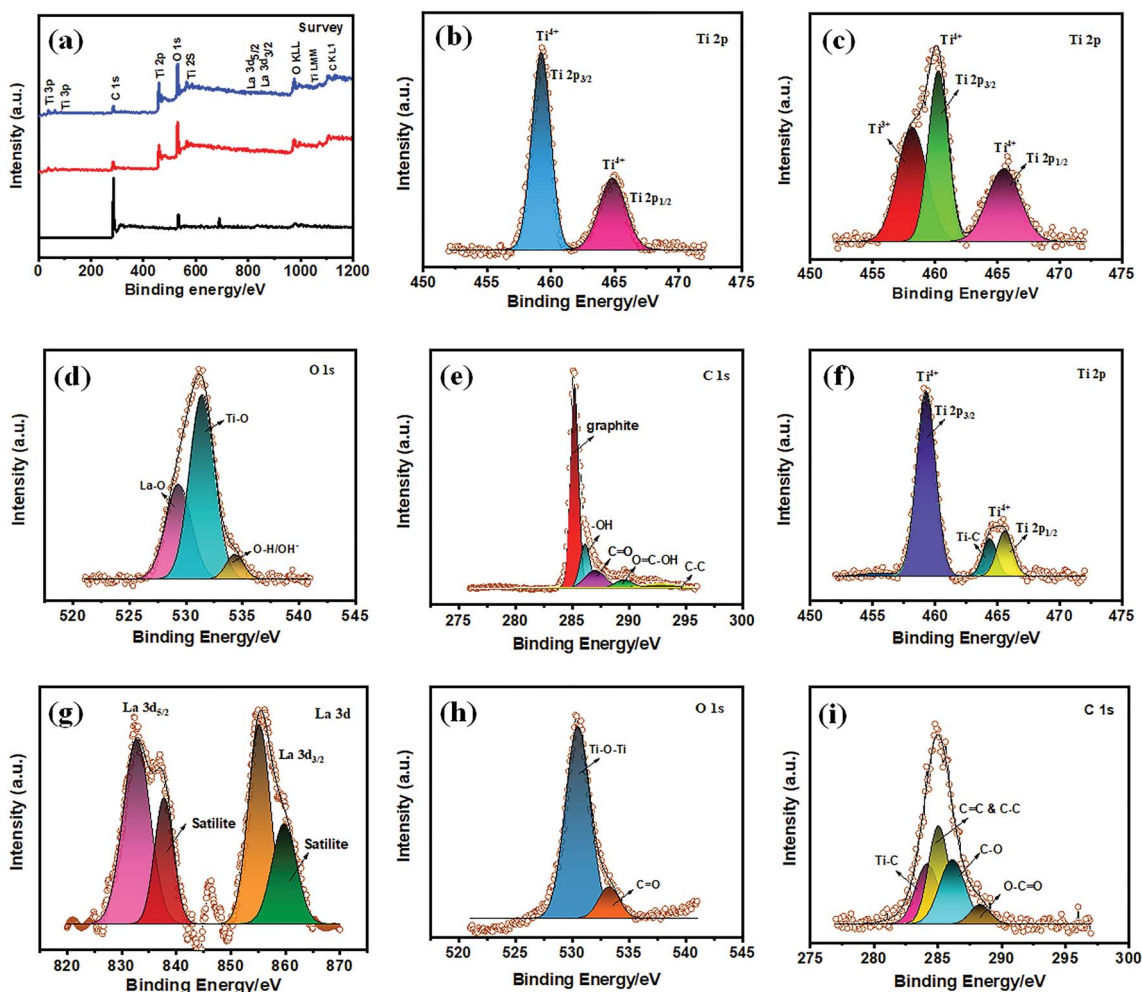 (a)
Survey
Intensity (a.u.)
Ti 3p
Ti 3p
C 1s
Ti 2p
O 1s
Ti 2S
La 3d5/2
La 3d3/2
O KLL
Ti LMM
C KL1
0 200 400 600 800 1000 1200
Binding energy/eV
(b)
Ti 2p
Intensity (a.u.)
Ti4+
Ti 2p3/2
Ti4+
Ti 2p1/2
450 455 460 465 470 475
Binding Energy/eV
(c)
Ti 2p
Intensity (a.u.)
Ti4+
Ti 2p3/2
Ti3+
Ti4+
Ti 2p1/2
450 455 460 465 470 475
Binding Energy/eV
(d)
O 1s
Intensity (a.u.)
Ti-O
La-O
O-H/OH-
520 525 530 535 540 545
Binding Energy/eV
(e)
C 1s
Intensity (a.u.)
graphite
-OH
C=O
O=C-OH
C-C
275 280 285 290 295 300
Binding Energy/eV
(f)
Ti 2p
Intensity (a.u.)
Ti4+
Ti 2p3/2
Ti4+
Ti-C
Ti 2p1/2
450 455 460 465 470 475
Binding Energy/eV
(g)
La 3d
Intensity (a.u.)
La 3d5/2
La 3d3/2
Satilite
Satilite
820 830 840 850 860 870
Binding Energy/eV
(h)
O 1s
Intensity (a.u.)
Ti-O-Ti
C=O
520 525 530 535 540 545
Binding Energy/eV
(i)
C 1s
Intensity (a.u.)
C=C & C-C
Ti-C
C-O
O-C=O
275 280 285 290 295 300
Binding Energy/eV